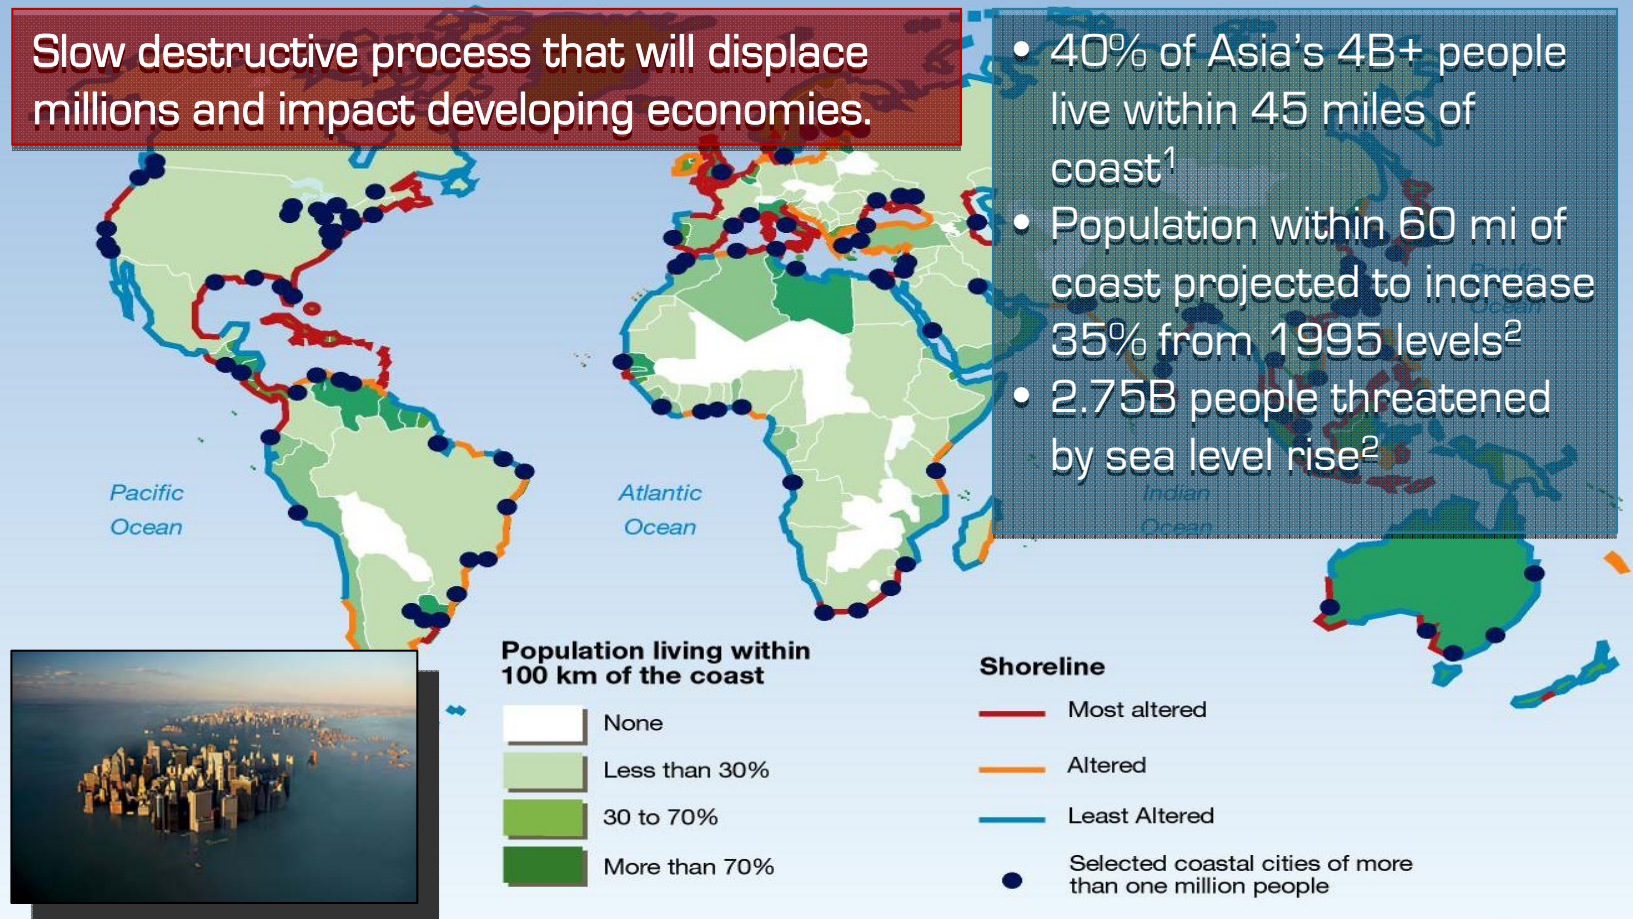 Slow destructive process that will displace
millions and impact developing economies.
• 40% of Asia’s 4B+ people
live within 45 miles of
coast1
• Population within 60 mi of
coast projected to increase
35% from 1995 levels2
• 2.75B people threatened
by sea level rise2
Pacific
Ocean
Pacific
Ocean
Atlantic
Ocean
Indian
Ocean
Population living within
100 km of the coast
None
Less than 30%
30 to 70%
More than 70%
Shoreline
Most altered
Altered
Least Altered
Selected coastal cities of more
than one million people